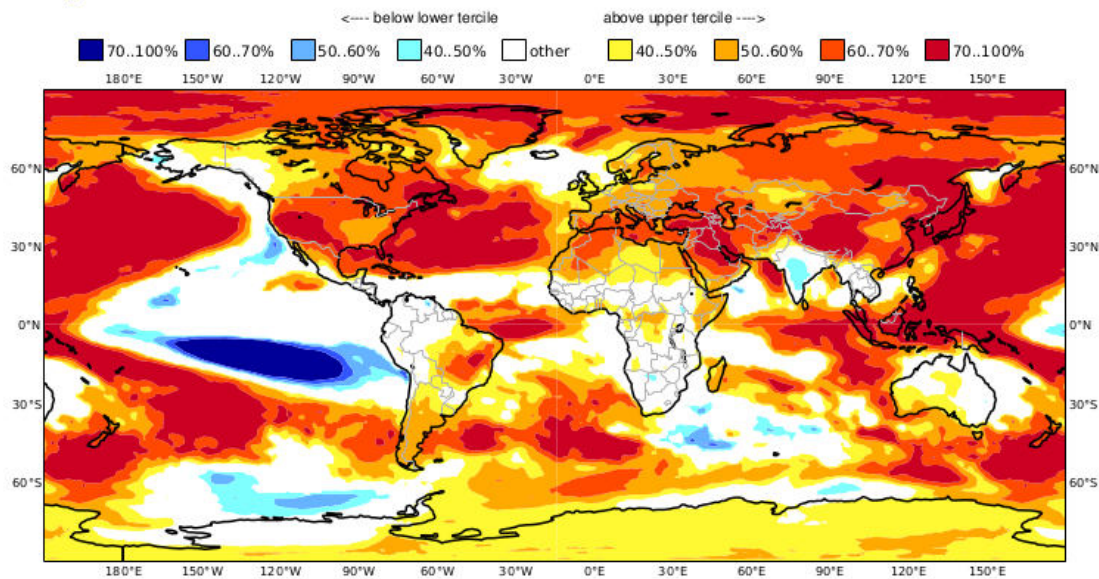 <---- below lower tercile above upper tercile ---->
70..100% 60..70% 50..60% 40..50% other 40..50% 50..60% 60..70% 70..100%
180°W 150°W 120°W 90°W 60°W 30°W 0°E 30°E 60°E 90°E 120°E 150°E
60°N 60°N
30°N 30°N
0°N 0°N
30°S 30°S
60°S 60°S
180°W 150°W 120°W 90°W 60°W 30°W 0°E 30°E 60°E 90°E 120°E 150°E